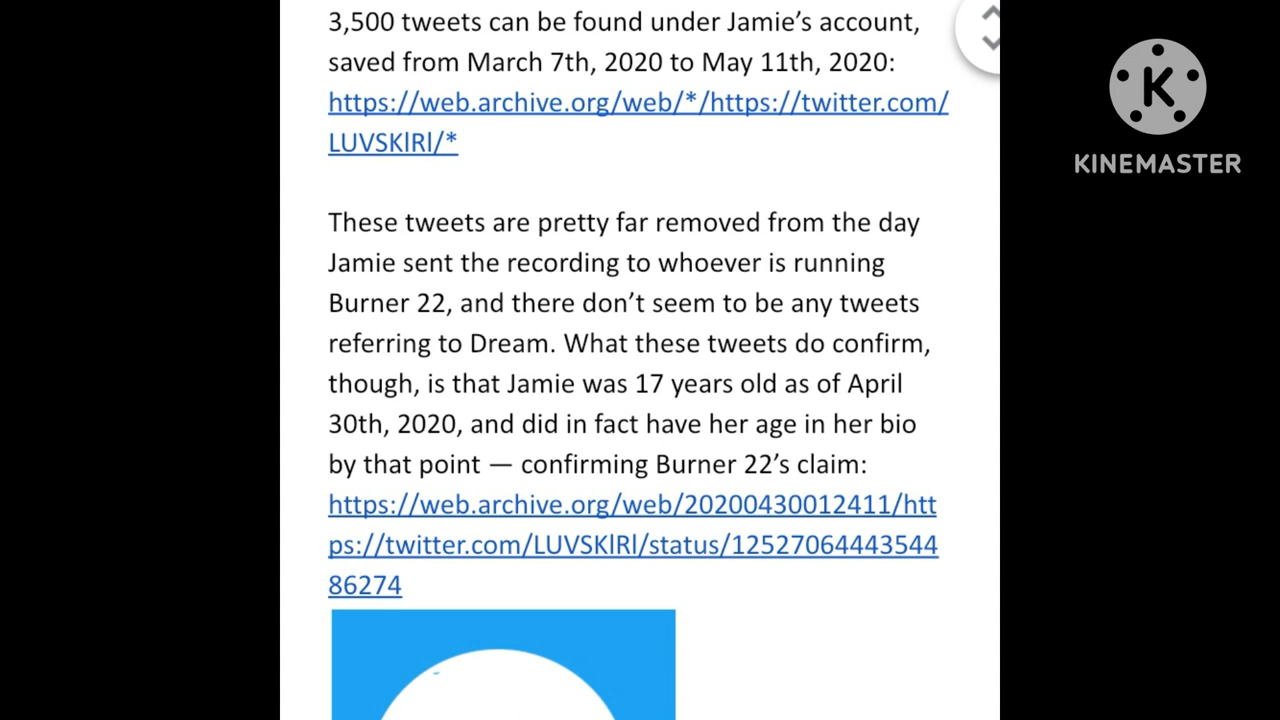 3,500 tweets can be found under Jamie’s account,
saved from March 7th, 2020 to May 11th, 2020:
https://web.archive.org/web/*/https://twitter.com/
LUVSKlRl/*
These tweets are pretty far removed from the day
Jamie sent the recording to whoever is running
Burner 22, and there don’t seem to be any tweets
referring to Dream. What these tweets do confirm,
though, is that Jamie was 17 years old as of April
30th, 2020, and did in fact have her age in her bio
by that point — confirming Burner 22’s claim:
https://web.archive.org/web/20200430012411/htt
ps://twitter.com/LUVSKlRl/status/12527064443544
86274
K
KINEMASTER